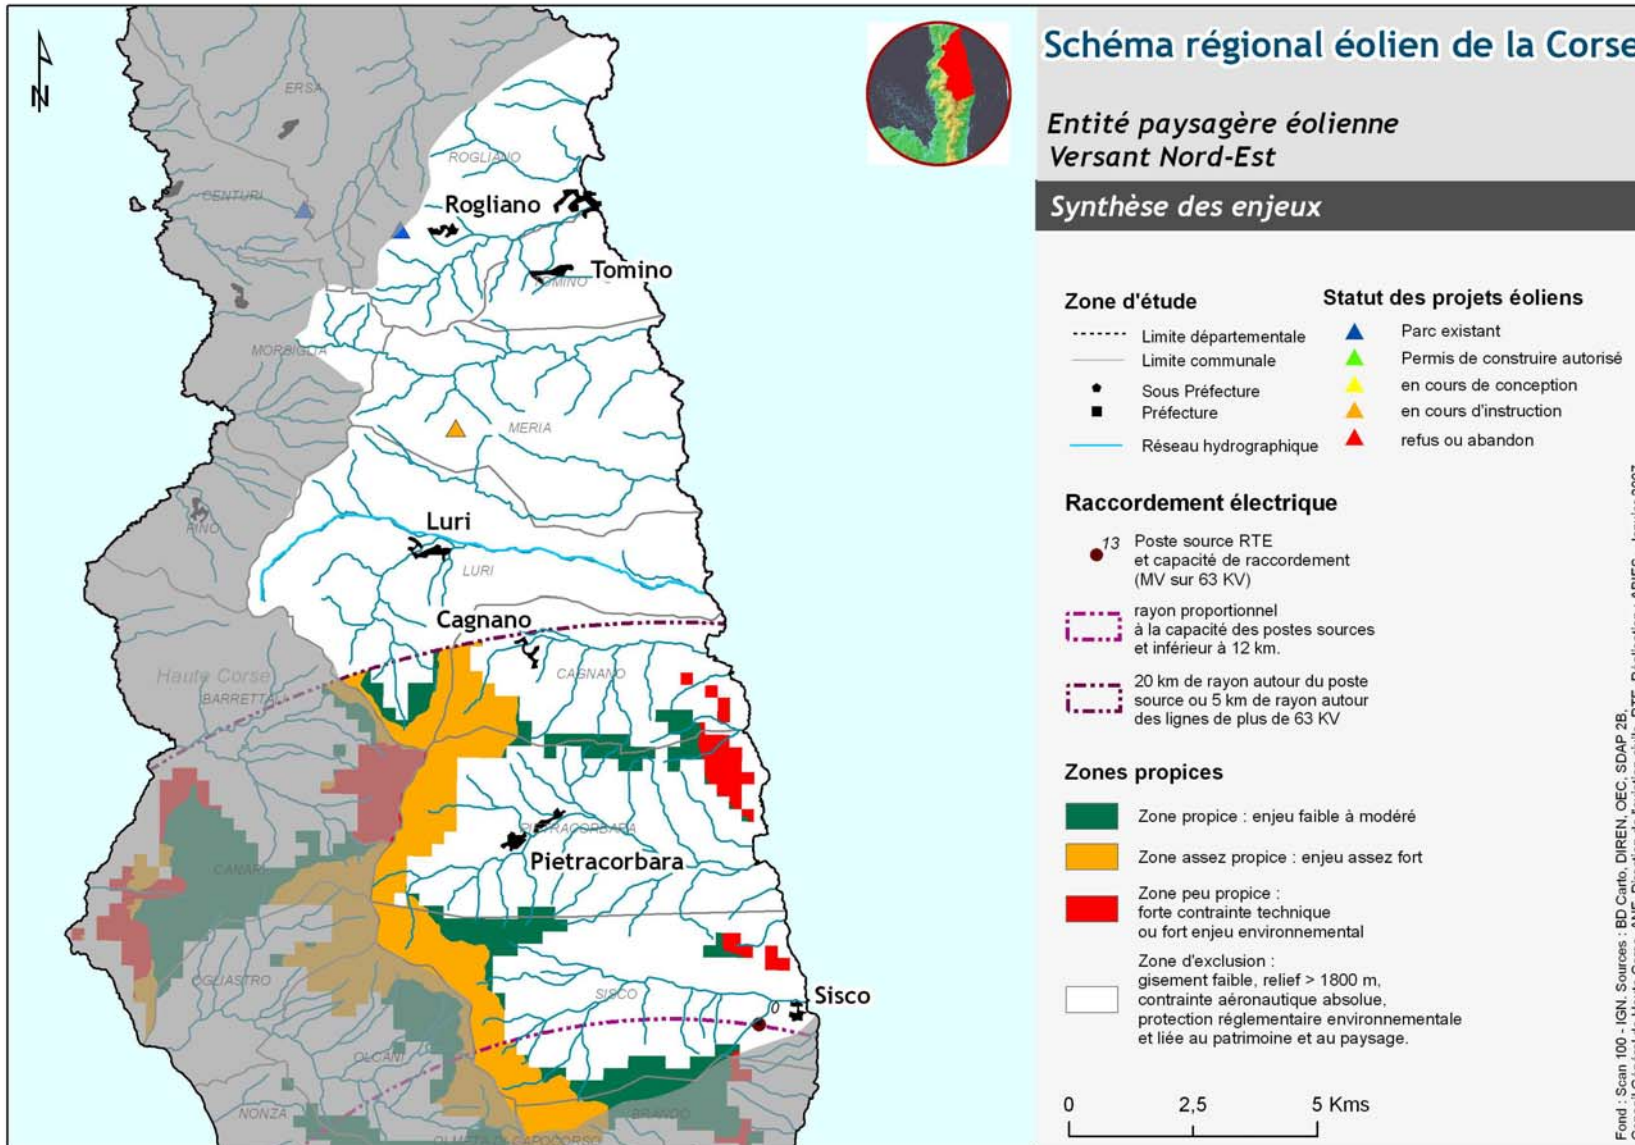 Schéma régional éolien de la Corse
Entité paysagère éolienne
Versant Nord-Est
Synthèse des enjeux
Zone d'étude
Limite départementale
Limite communale
Sous Préfecture
Préfecture
Réseau hydrographique
Statut des projets éoliens
Parc existant
Permis de construire autorisé
en cours de conception
en cours d'instruction
refus ou abandon
Raccordement électrique
13
Poste source RTE
et capacité de raccordement
(MV sur 63 KV)
rayon proportionnel
à la capacité des postes sources
et inférieur à 12 km.
20 km de rayon autour du poste
source ou 5 km de rayon autour
des lignes de plus de 63 KV
Zones propices
Zone propice : enjeu faible à modéré
Zone assez propice : enjeu assez fort
Zone peu propice :
forte contrainte technique
ou fort enjeu environnemental
Zone d'exclusion :
gisement faible, relief > 1800 m,
contrainte aéronautique absolue,
protection réglementaire environnementale
et liée au patrimoine et au paysage.
0 2,5 5 Kms
Fond : Scan 100 - IGN, Sources : BD Carto, DIREN, OEC, SDAP 2B,
N
ERSA
ROGLIANO
CENTURI
Rogliano
Tomino
TOMINO
MORSIGLIA
MERIA
PINO
Luri
LURI
Cagnano
CAGNANO
Haute Corse
BARRETTALI
PIETRACORBARA
Pietracorbara
CANARI
OGLIASTRO
SISCO
0
Sisco
OLCANI
NONZA
BRANDO
OLMETA DI CAPOCORSO